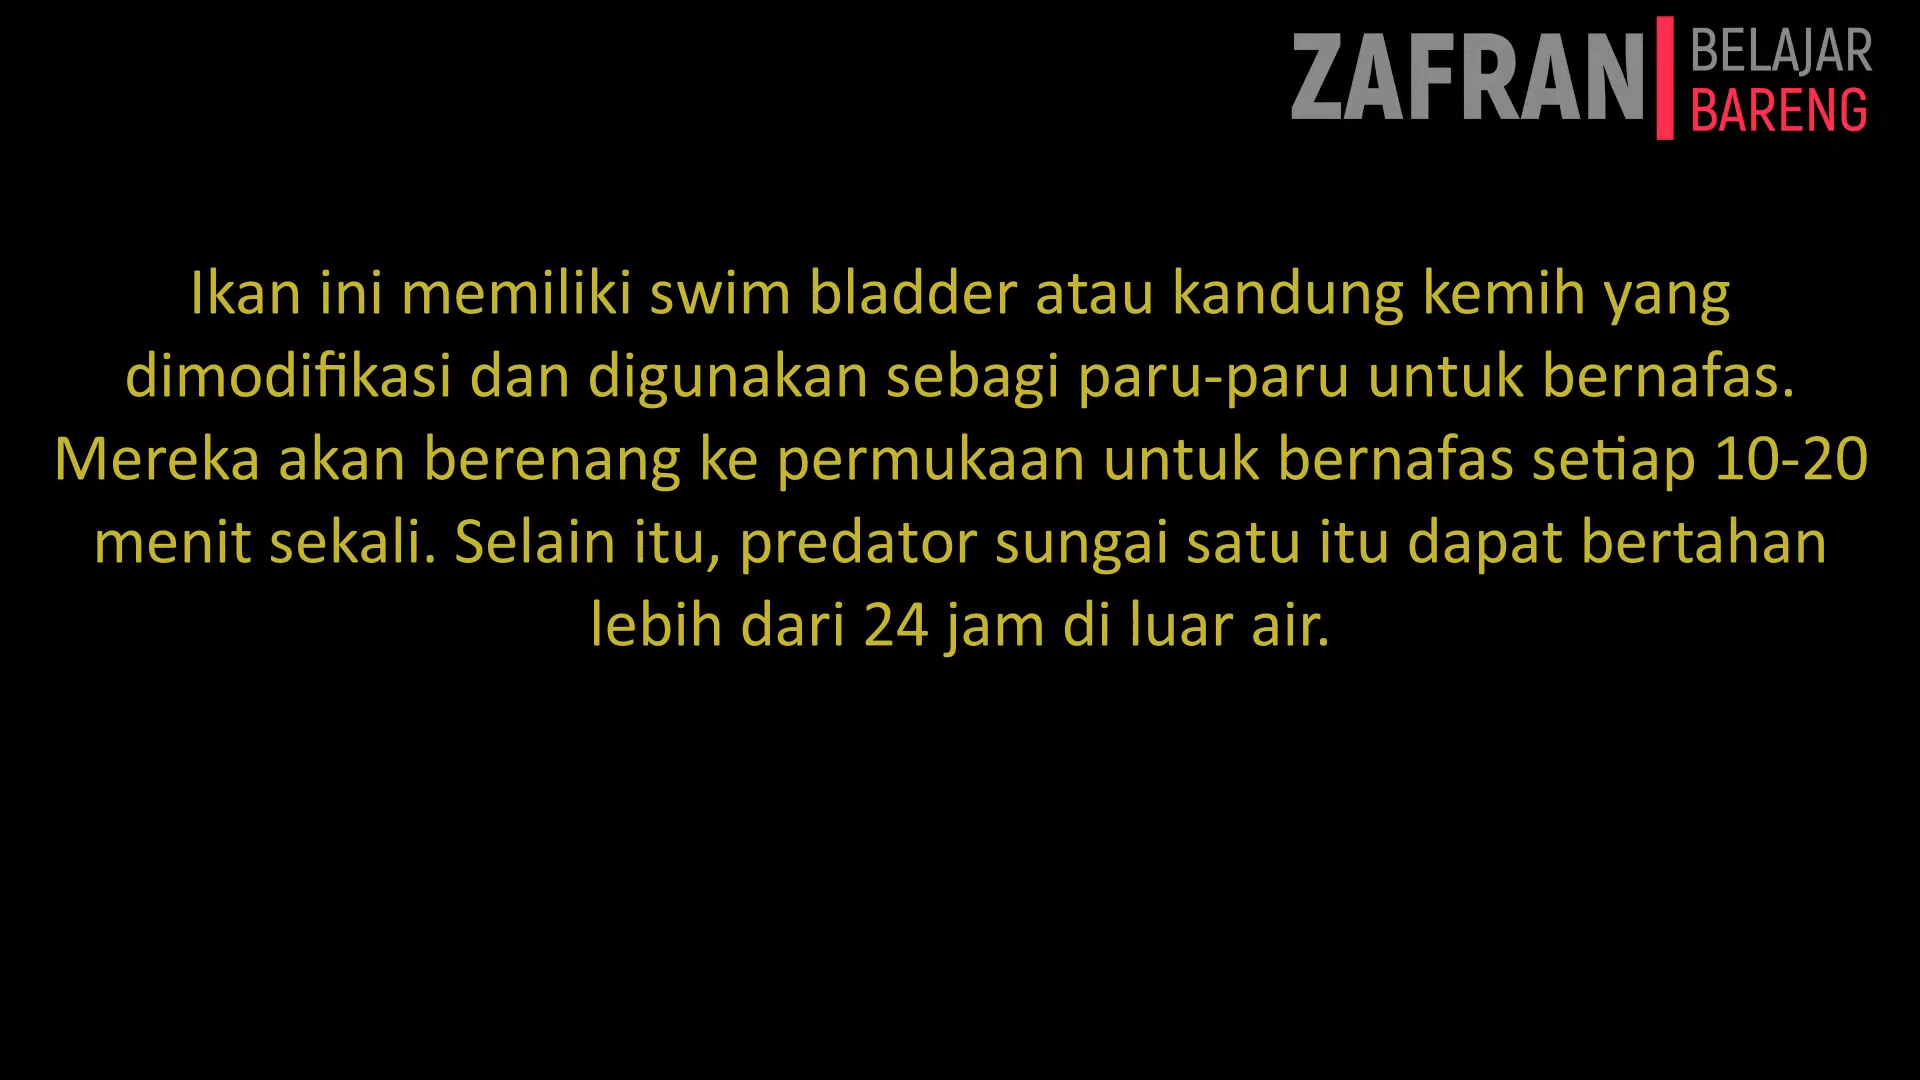 ZAFRAN
BELAJAR
BARENG
Ikan ini memiliki swim bladder atau kandung kemih yang
dimodifikasi dan digunakan sebagi paru-paru untuk bernafas.
Mereka akan berenang ke permukaan untuk bernafas setiap 10-20
menit sekali. Selain itu, predator sungai satu itu dapat bertahan
lebih dari 24 jam di luar air.